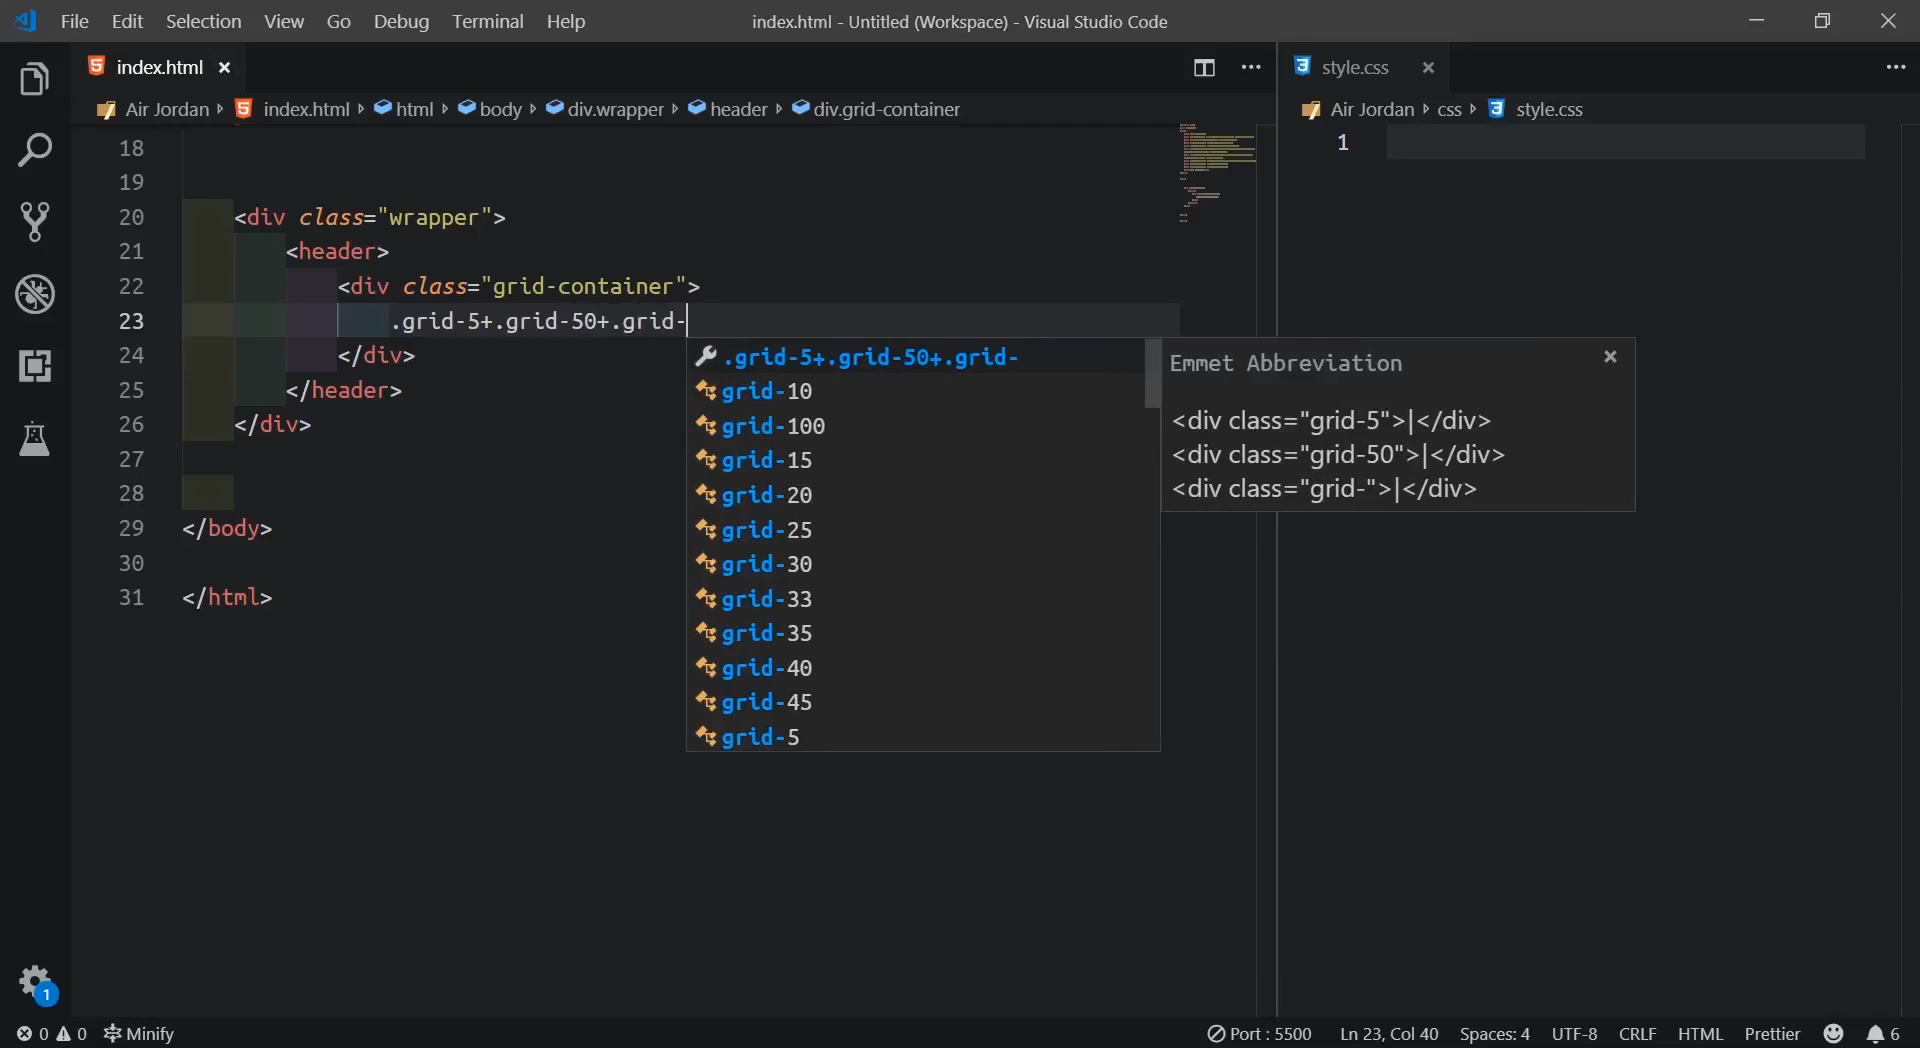 File Edit Selection View Go Debug Terminal Help
index.html - Untitled (Workspace) - Visual Studio Code
index.html
style.css
Air Jordan index.html html body div.wrapper header div.grid-container
Air Jordan css style.css
18
19
20 <div class="wrapper">
21 <header>
22 <div class="grid-container">
23 .grid-5+.grid-50+.grid-
24 </div>
25 </header>
26 </div>
27
28
29 </body>
30
31 </html>
1
.grid-5+.grid-50+.grid-
grid-10
grid-100
grid-15
grid-20
grid-25
grid-30
grid-33
grid-35
grid-40
grid-45
grid-5
Emmet Abbreviation
<div class="grid-5">|</div>
<div class="grid-50">|</div>
<div class="grid-">|</div>
1
0 0 Minify
Port : 5500 Ln 23, Col 40 Spaces: 4 UTF-8 CRLF HTML Prettier 6